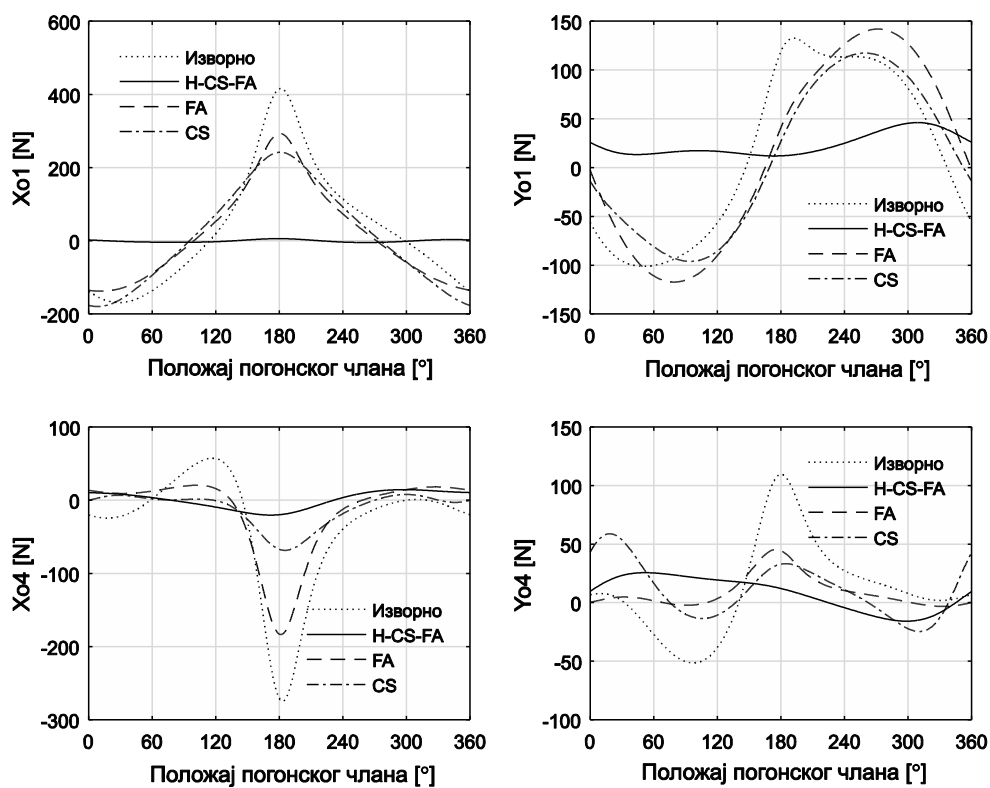 600
400
200
0
-200
Xo1 [N]
Изворно
H-CS-FA
FA
CS
0 60 120 180 240 300 360
Положај погонског члана [°]
150
100
50
0
-50
-100
-150
Yo1 [N]
Изворно
H-CS-FA
FA
CS
0 60 120 180 240 300 360
Положај погонског члана [°]
100
0
-100
-200
-300
Xo4 [N]
Изворно
H-CS-FA
FA
CS
0 60 120 180 240 300 360
Положај погонског члана [°]
150
100
50
0
-50
-100
Yo4 [N]
Изворно
H-CS-FA
FA
CS
0 60 120 180 240 300 360
Положај погонског члана [°]